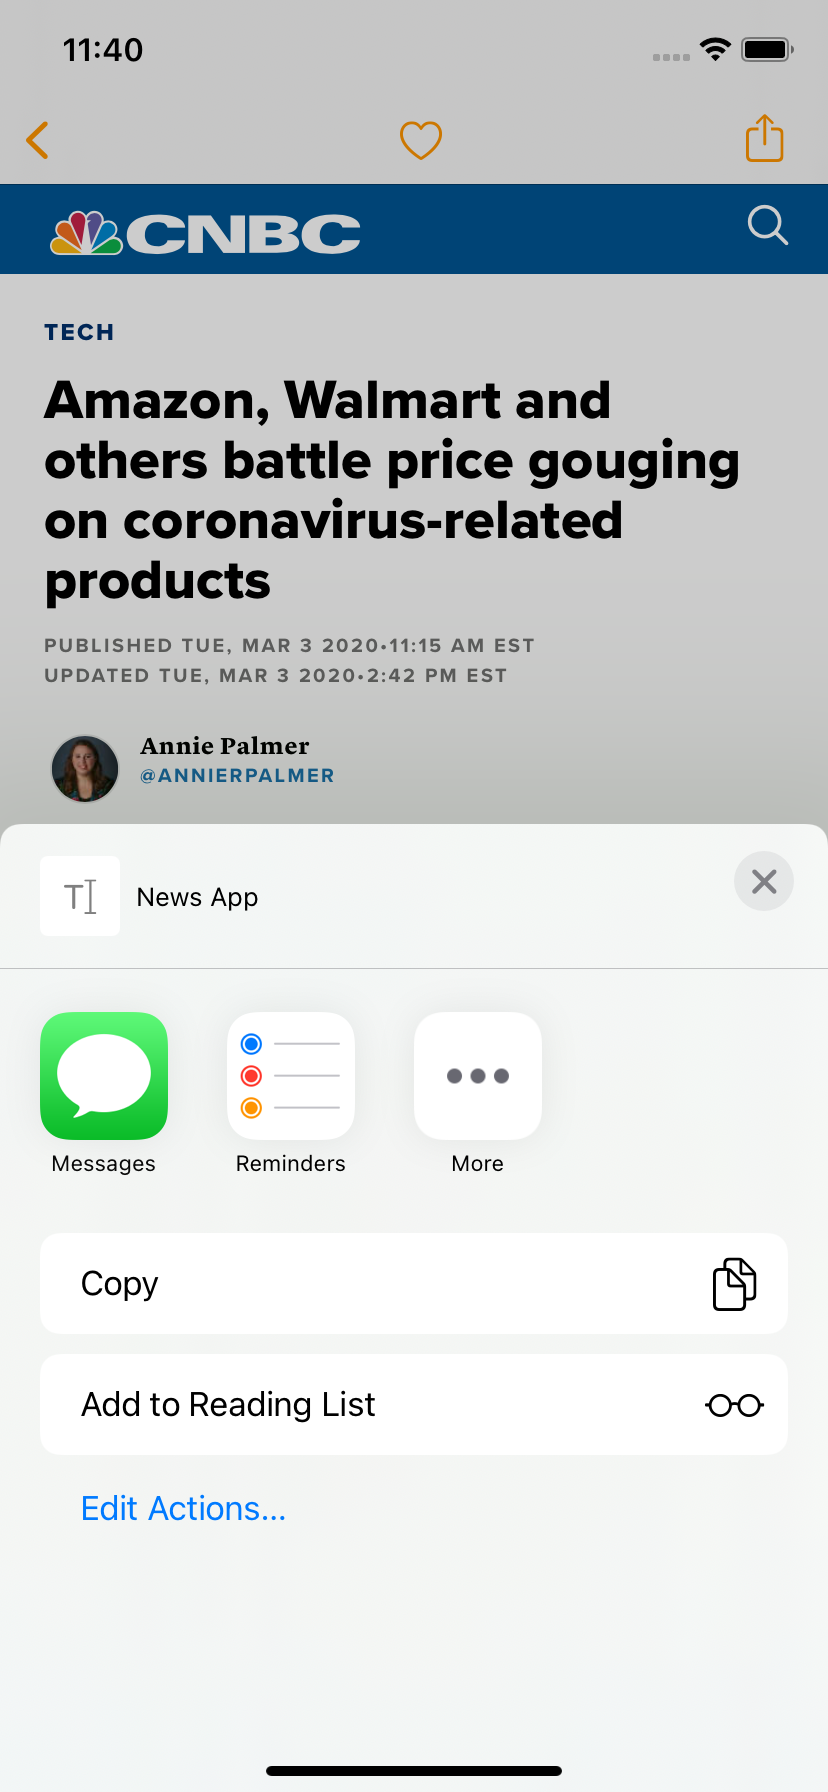 11:40
CNBC
TECH
Amazon, Walmart and
others battle price gouging
on coronavirus-related
products
PUBLISHED TUE, MAR 3 2020•11:15 AM EST
UPDATED TUE, MAR 3 2020•2:42 PM EST
Annie Palmer
@ANNIERPALMER
News App
Messages
Reminders
More
Copy
Add to Reading List
Edit Actions...